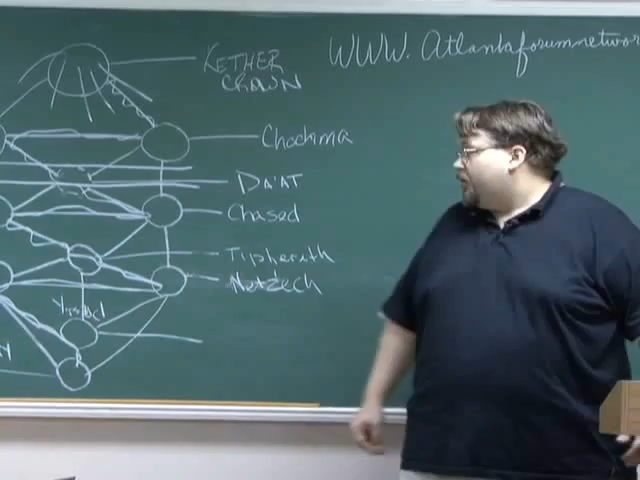 WWW. Atlantaforumnetwor
KETHER
CROWN
Chochma
DA'AT
Chased
Tiphereth
Netzech
Yesod